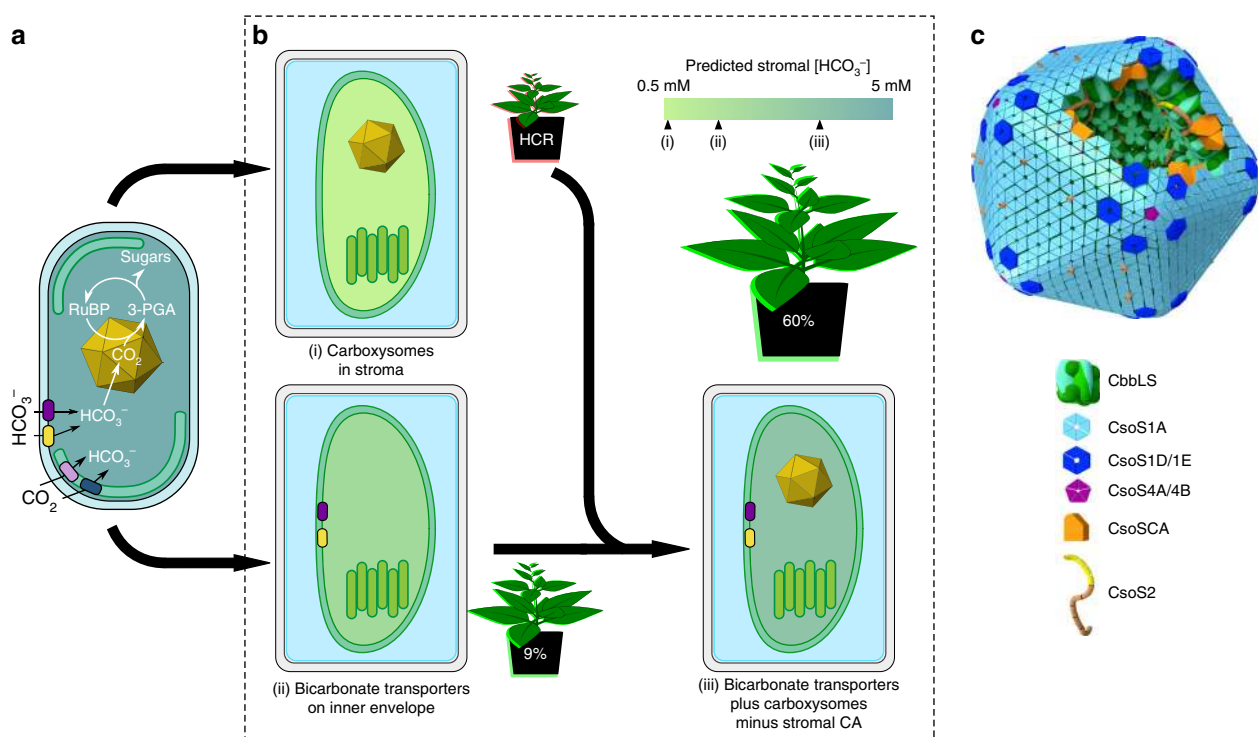 a
Sugars
RuBP
3-PGA
CO₂
HCO₃⁻
HCO₃⁻
HCO₃⁻
CO₂
b
HCR
(i) Carboxysomes
in stroma
9%
(ii) Bicarbonate transporters
on inner envelope
Predicted stromal [HCO₃⁻]
0.5 mM 5 mM
(i) (ii) (iii)
60%
(iii) Bicarbonate transporters
plus carboxysomes
minus stromal CA
c
CbbLS
CsoS1A
CsoS1D/1E
CsoS4A/4B
CsoSCA
CsoS2